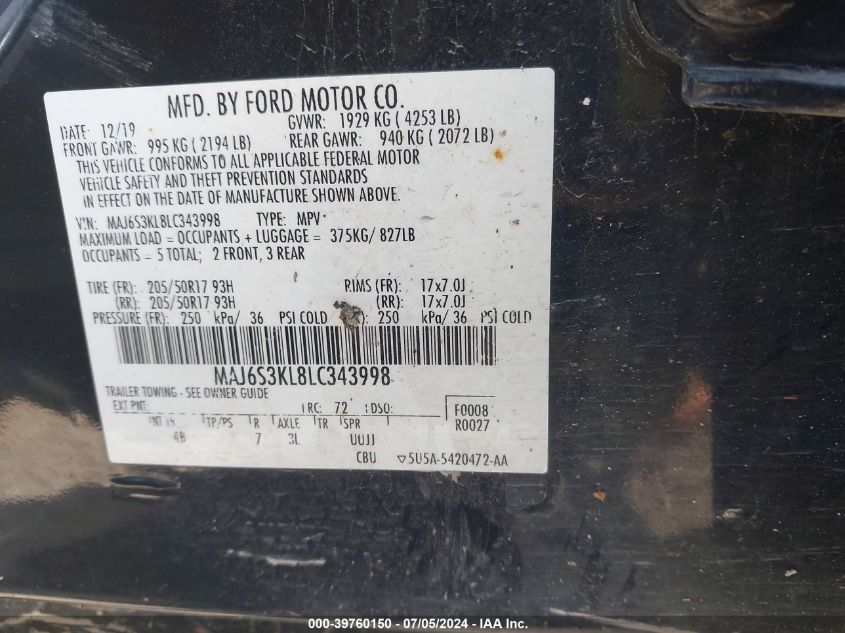 MFD. BY FORD MOTOR CO.
DATE: 12/19 GVWR: 1929 KG ( 4253 LB)
FRONT GAWR: 995 KG ( 2194 LB) REAR GAWR: 940 KG ( 2072 LB)
THIS VEHICLE CONFORMS TO ALL APPLICABLE FEDERAL MOTOR
VEHICLE SAFETY AND THEFT PREVENTION STANDARDS
IN EFFECT ON THE DATE OF MANUFACTURE SHOWN ABOVE.
VIN: MAJ6S3KL8LC343998 TYPE: MPV
MAXIMUM LOAD = OCCUPANTS + LUGGAGE = 375KG/ 827LB
OCCUPANTS = 5 TOTAL; 2 FRONT, 3 REAR
TIRE (FR): 205/50R17 93H RIMS (FR): 17x7.0J
(RR): 205/50R17 93H (RR): 17x7.0J
PRESSURE (FR): 250 kPa/ 36 PSI COLD 250 kPa/ 36 PSI COLD
MAJ6S3KL8LC343998
TRAILER TOWING - SEE OWNER GUIDE
EXT PNT: RC: 72 DSO: F0008
INT TR TP/PS R AXLE TR SPR R0027
4B 7 3L UUJJ
CBU ▽5U5A-5420472-AA
000-39760150 - 07/05/2024 - IAA Inc.